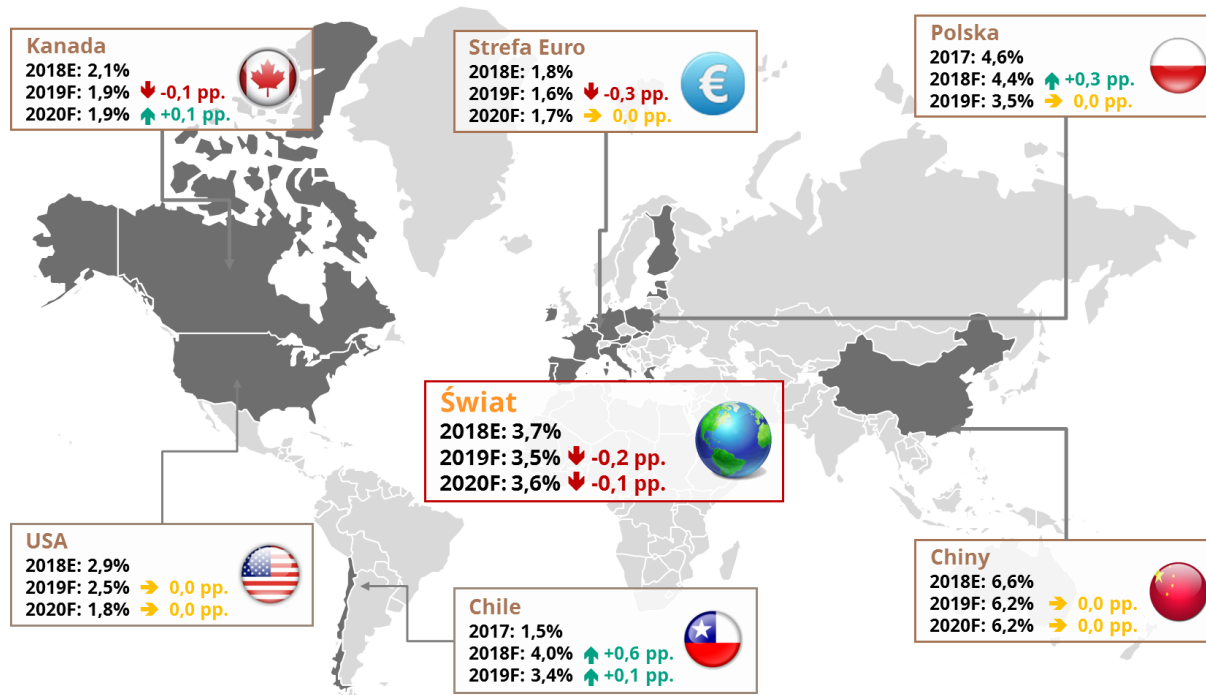 Kanada
2018E: 2,1%
2019F: 1,9% -0,1 pp.
2020F: 1,9% +0,1 pp.
Strefa Euro
2018E: 1,8%
2019F: 1,6% -0,3 pp.
2020F: 1,7% 0,0 pp.
€
Polska
2017: 4,6%
2018F: 4,4% +0,3 pp.
2019F: 3,5% 0,0 pp.
Świat
2018E: 3,7%
2019F: 3,5% -0,2 pp.
2020F: 3,6% -0,1 pp.
USA
2018E: 2,9%
2019F: 2,5% 0,0 pp.
2020F: 1,8% 0,0 pp.
Chile
2017: 1,5%
2018F: 4,0% +0,6 pp.
2019F: 3,4% +0,1 pp.
Chiny
2018E: 6,6%
2019F: 6,2% 0,0 pp.
2020F: 6,2% 0,0 pp.